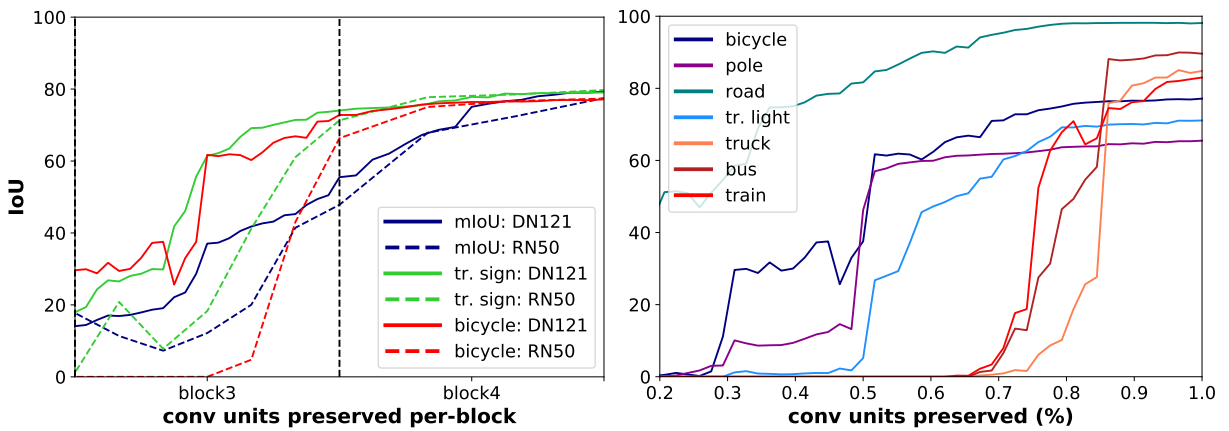 100
80
60
40
20
0
IoU
block3
block4
conv units preserved per-block
mIoU: DN121
mIoU: RN50
tr. sign: DN121
tr. sign: RN50
bicycle: DN121
bicycle: RN50
100
80
60
40
20
0
0.2 0.3 0.4 0.5 0.6 0.7 0.8 0.9 1.0
conv units preserved (%)
bicycle
pole
road
tr. light
truck
bus
train